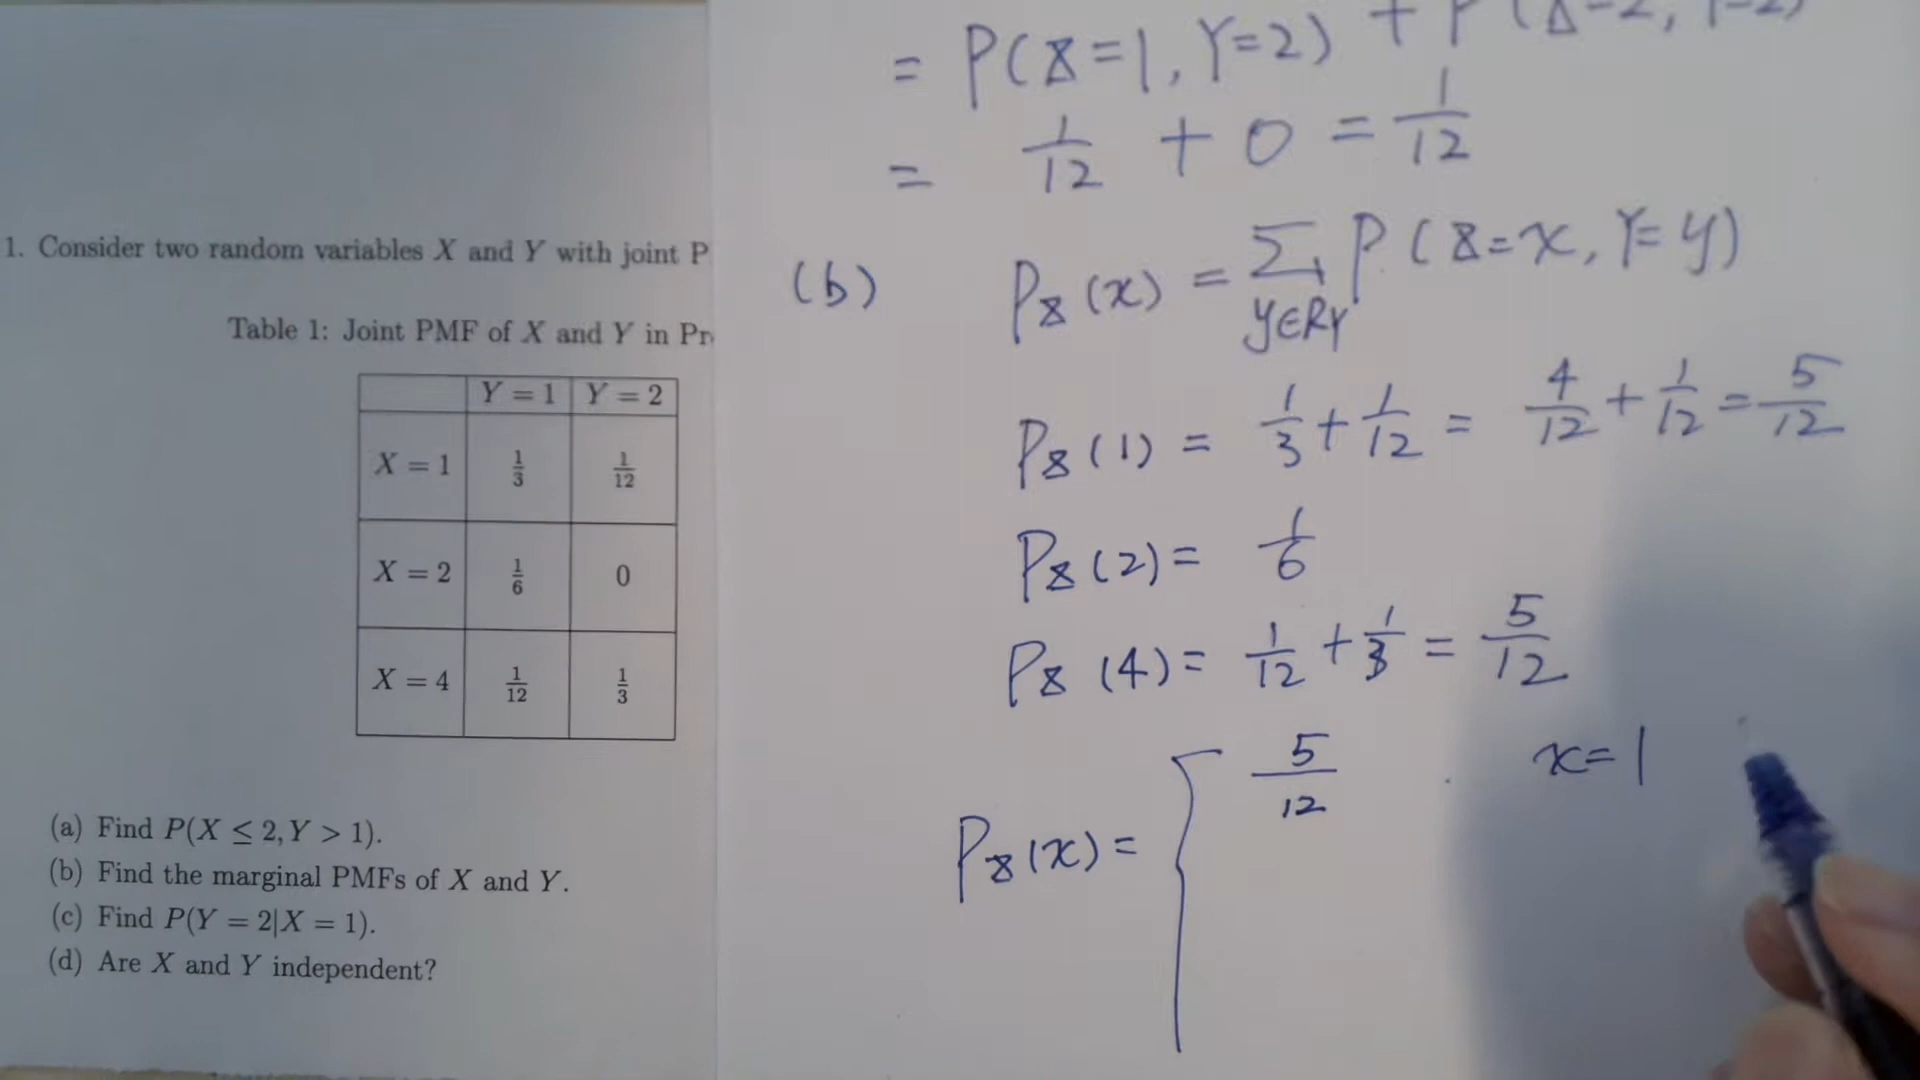 1. Consider two random variables X and Y with joint P
Table 1: Joint PMF of X and Y in Pr
Y = 1 Y = 2
X = 1 1/3 1/12
X = 2 1/6 0
X = 4 1/12 1/3
(a) Find P(X ≤ 2, Y > 1).
(b) Find the marginal PMFs of X and Y.
(c) Find P(Y = 2|X = 1).
(d) Are X and Y independent?
= P(X=1, Y=2) + P(X=2, Y=2)
= 1/12 + 0 = 1/12
(b) P_X(x) = Σ_{y∈R_Y} P(X=x, Y=y)
P_X(1) = 1/3 + 1/12 = 4/12 + 1/12 = 5/12
P_X(2) = 1/6
P_X(4) = 1/12 + 1/3 = 5/12
P_X(x) = { 5/12 x=1